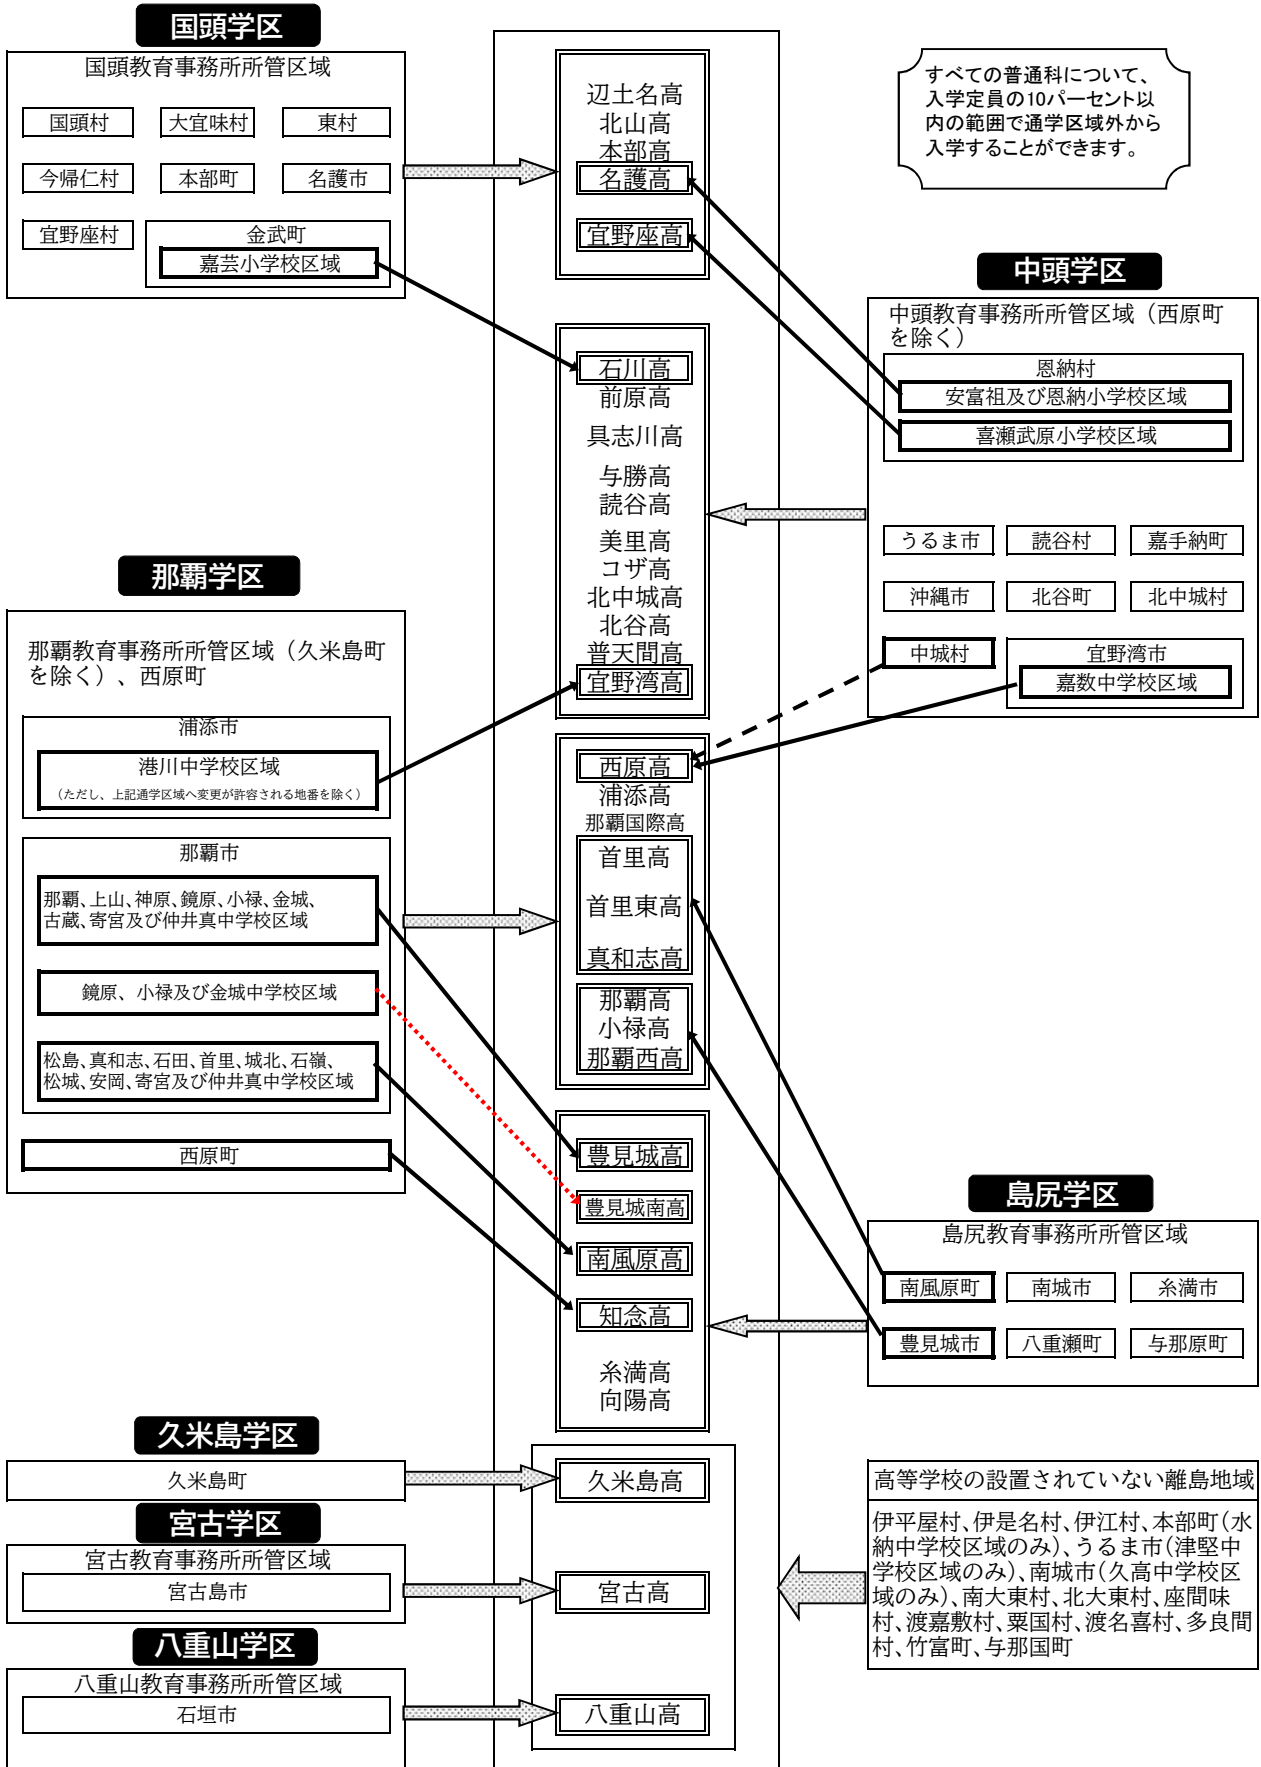 国頭学区
国頭教育事務所所管区域
国頭村
大宜味村
東村
今帰仁村
本部町
名護市
宜野座村
金武町
嘉芸小学校区域
那覇学区
那覇教育事務所所管区域（久米島町
を除く）、西原町
浦添市
港川中学校区域
（ただし、上記通学区域へ変更が許容される地番を除く）
那覇市
那覇、上山、神原、鏡原、小禄、金城、
古蔵、寄宮及び仲井真中学校区域
鏡原、小禄及び金城中学校区域
松島、真和志、石田、首里、城北、石嶺、
松城、安岡、寄宮及び仲井真中学校区域
西原町
久米島学区
久米島町
宮古学区
宮古教育事務所所管区域
宮古島市
八重山学区
八重山教育事務所所管区域
石垣市
辺土名高
北山高
本部高
名護高
宜野座高
石川高
前原高
具志川高
与勝高
読谷高
美里高
コザ高
北中城高
北谷高
普天間高
宜野湾高
西原高
浦添高
那覇国際高
首里高
首里東高
真和志高
那覇高
小禄高
那覇西高
豊見城高
豊見城南高
南風原高
知念高
糸満高
向陽高
久米島高
宮古高
八重山高
すべての普通科について、
入学定員の10パーセント以
内の範囲で通学区域外から
入学することができます。
中頭学区
中頭教育事務所所管区域（西原町
を除く）
恩納村
安富祖及び恩納小学校区域
喜瀬武原小学校区域
うるま市
読谷村
嘉手納町
沖縄市
北谷町
北中城村
中城村
宜野湾市
嘉数中学校区域
島尻学区
島尻教育事務所所管区域
南風原町
南城市
糸満市
豊見城市
八重瀬町
与那原町
高等学校の設置されていない離島地域
伊平屋村、伊是名村、伊江村、本部町（水
納中学校区域のみ）、うるま市（津堅中
学校区域のみ）、南城市（久高中学校区
域のみ）、南大東村、北大東村、座間味
村、渡嘉敷村、粟国村、渡名喜村、多良間
村、竹富町、与那国町